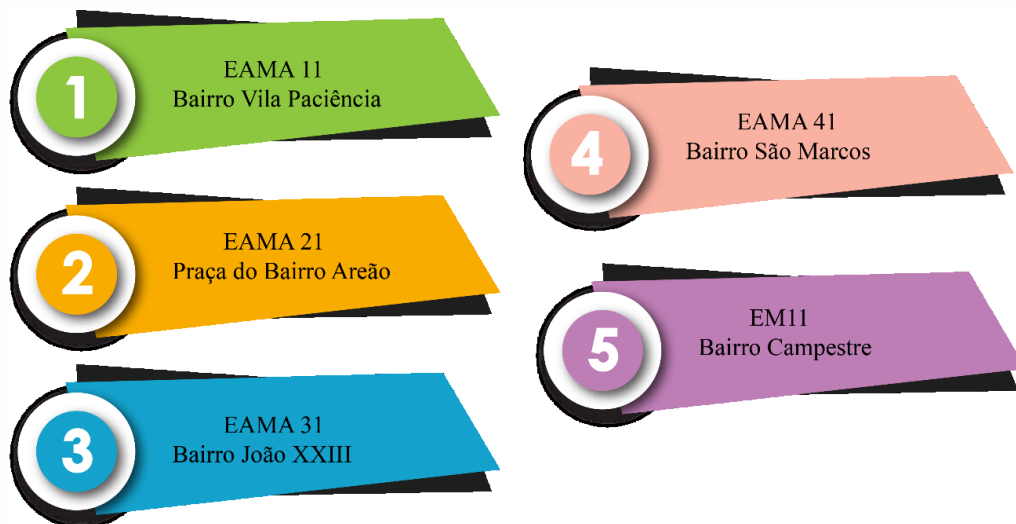 1
EAMA 11
Bairro Vila Paciência
2
EAMA 21
Praça do Bairro Areão
3
EAMA 31
Bairro João XXIII
4
EAMA 41
Bairro São Marcos
5
EM11
Bairro Campestre